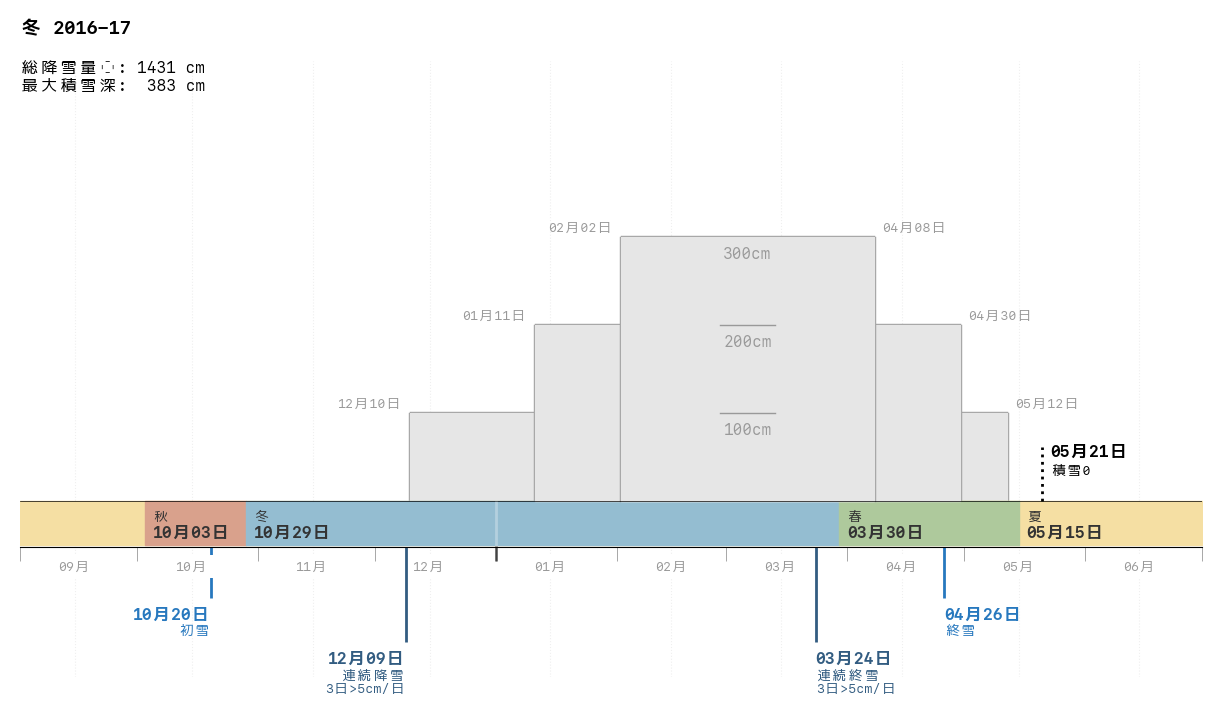 冬 2016–17
総降雪量: 1431 cm
最大積雪深: 383 cm
02月02日
04月08日
300cm
01月11日
04月30日
200cm
12月10日
05月12日
100cm
05月21日
積雪0
秋
10月03日
冬
10月29日
春
03月30日
夏
05月15日
09月 10月 11月 12月 01月 02月 03月 04月 05月 06月
10月20日
初雪
04月26日
終雪
12月09日
連続降雪
3日>5cm/日
03月24日
連続終雪
3日>5cm/日